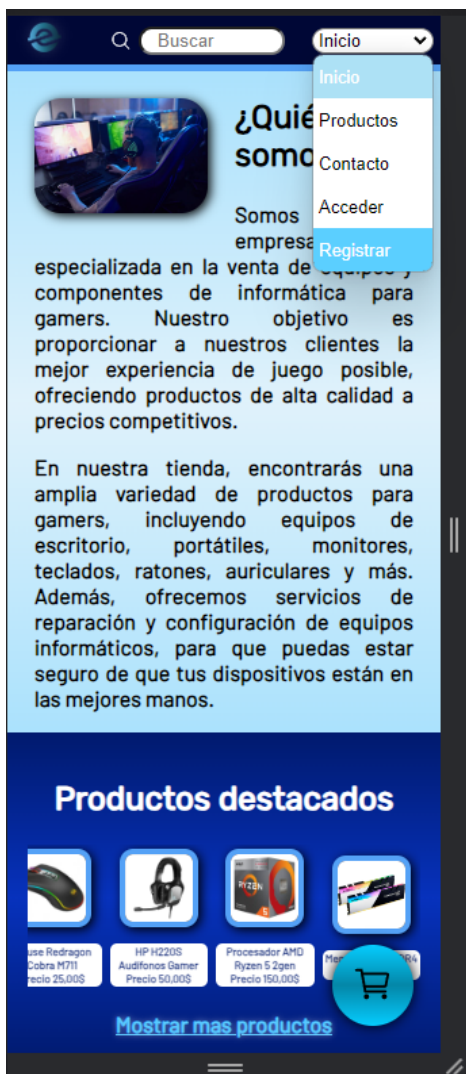 Buscar
Inicio
Inicio
Productos
Contacto
Acceder
Registrar
¿Quié
somo
Somos
empresa
especializada en la venta de equipos y
componentes de informática para
gamers. Nuestro objetivo es
proporcionar a nuestros clientes la
mejor experiencia de juego posible,
ofreciendo productos de alta calidad a
precios competitivos.
En nuestra tienda, encontrarás una
amplia variedad de productos para
gamers, incluyendo equipos de
escritorio, portátiles, monitores,
teclados, ratones, auriculares y más.
Además, ofrecemos servicios de
reparación y configuración de equipos
informáticos, para que puedas estar
seguro de que tus dispositivos están en
las mejores manos.
Productos destacados
RYZEN
5
use Redragon
Cobra M711
recio 25,00$
HP H220S
Audifonos Gamer
Precio 50,00$
Procesador AMD
Ryzen 5 2gen
Precio 150,00$
Mostrar mas productos